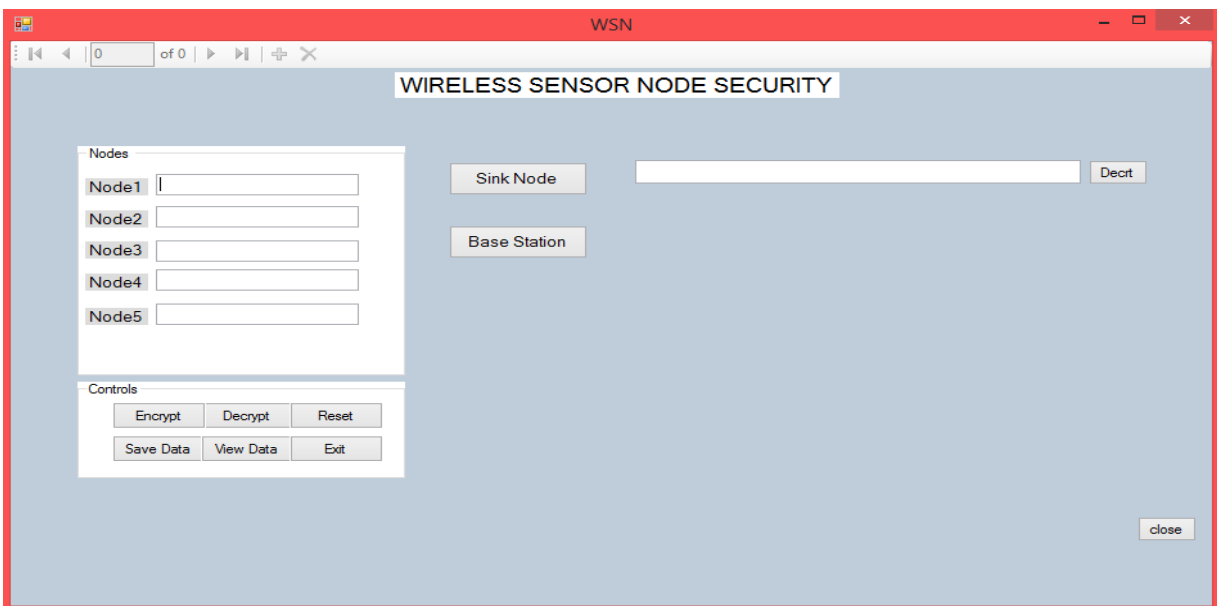 WSN
0 of 0
WIRELESS SENSOR NODE SECURITY
Nodes
Node1
Node2
Node3
Node4
Node5
Sink Node
Decrt
Base Station
Controls
Encrypt Decrypt Reset
Save Data View Data Exit
close